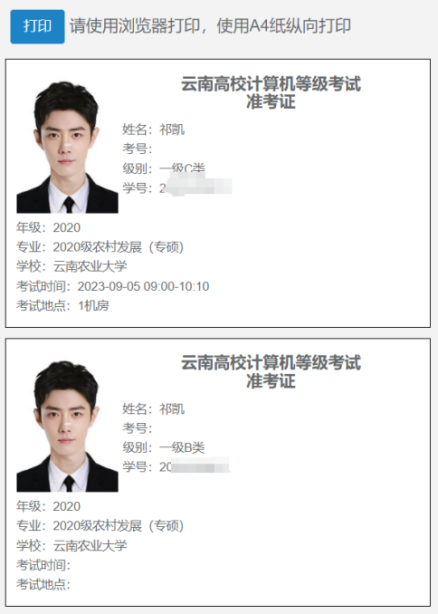 打印 请使用浏览器打印，使用A4纸纵向打印
云南高校计算机等级考试
准考证
姓名：祁凯
考号：
级别：一级C类
学号：2
年级：2020
专业：2020级农村发展（专硕）
学校：云南农业大学
考试时间：2023-09-05 09:00-10:10
考试地点：1机房
云南高校计算机等级考试
准考证
姓名：祁凯
考号：
级别：一级B类
学号：20
年级：2020
专业：2020级农村发展（专硕）
学校：云南农业大学
考试时间：
考试地点：